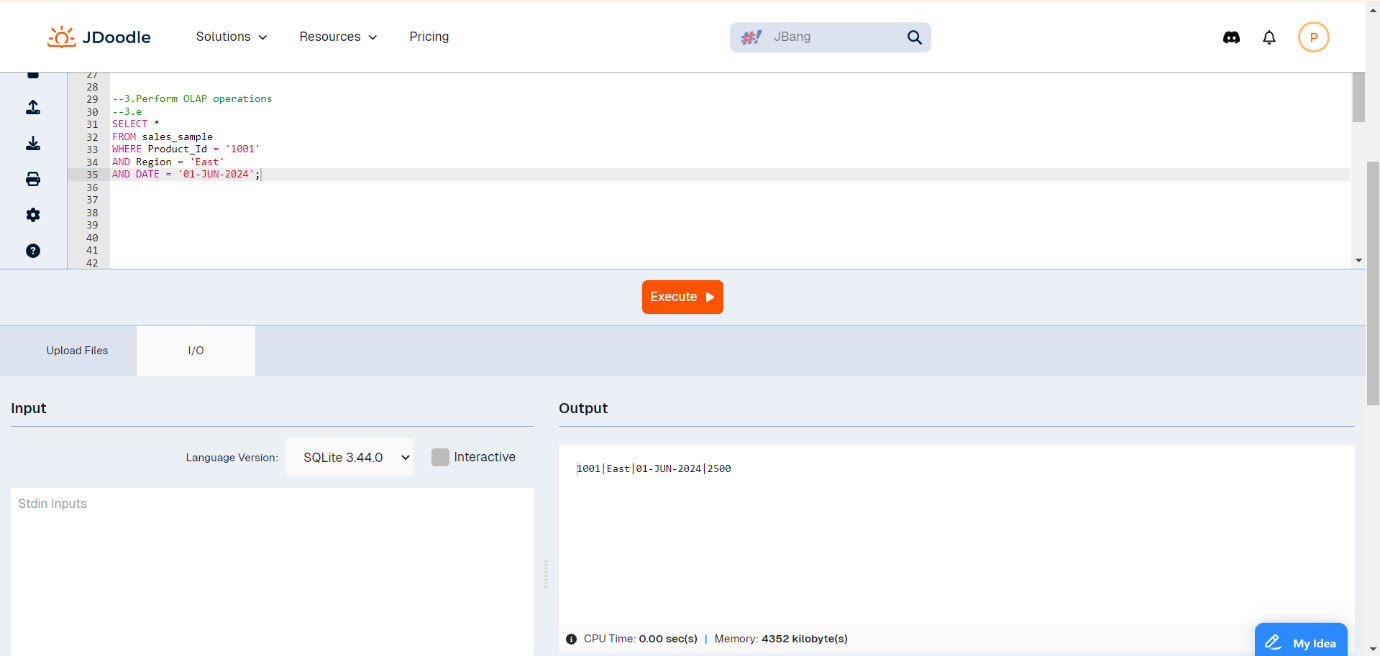 JDoodle
Solutions
Resources
Pricing
JBang
P
27
28
29 --3.Perform OLAP operations
30 --3.e
31 SELECT *
32 FROM sales_sample
33 WHERE Product_Id = '1001'
34 AND Region = 'East'
35 AND DATE = '01-JUN-2024';
36
37
38
39
40
41
42
Execute
Upload Files
I/O
Input
Output
Language Version: SQLite 3.44.0 Interactive
1001|East|01-JUN-2024|2500
Stdin Inputs
CPU Time: 0.00 sec(s) | Memory: 4352 kilobyte(s)
My Idea